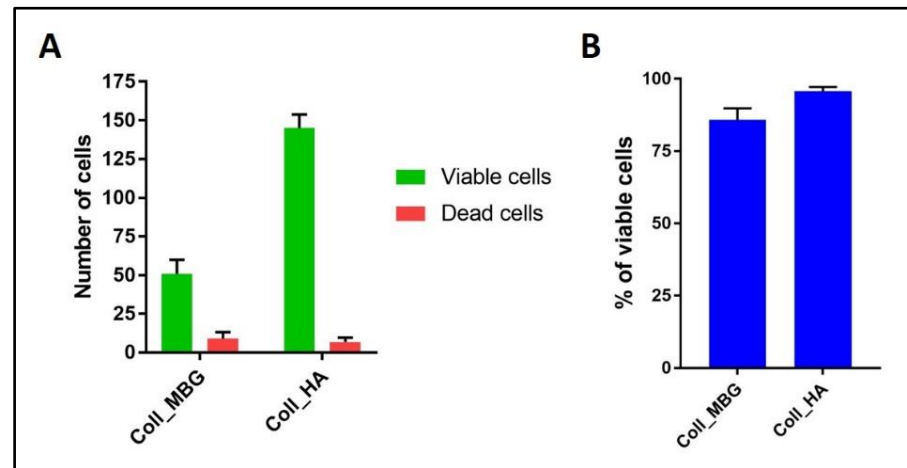 A
Number of cells
175
150
125
100
75
50
25
0
Coll_MBG
Coll_HA
Viable cells
Dead cells
B
% of viable cells
100
75
50
25
0
Coll_MBG
Coll_HA